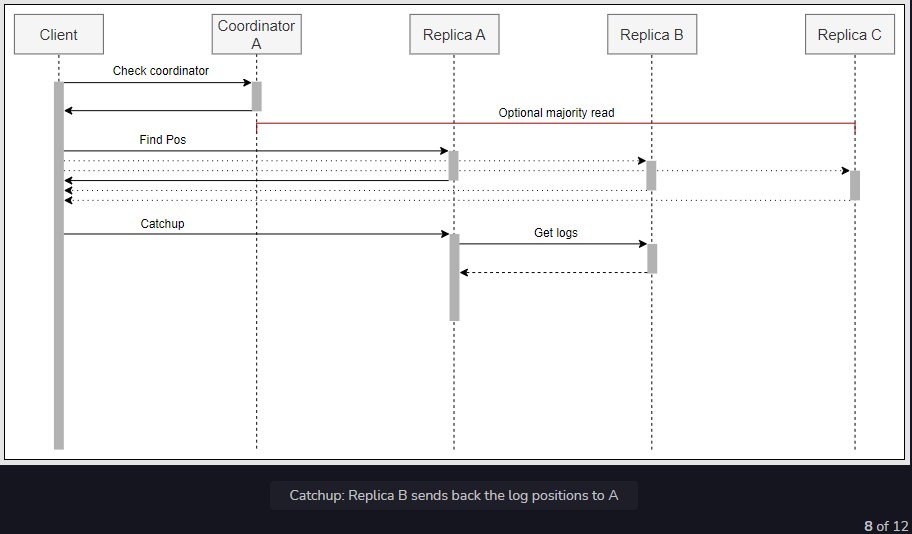 Client
Coordinator
A
Replica A
Replica B
Replica C
Check coordinator
Optional majority read
Find Pos
Catchup
Get logs
Catchup: Replica B sends back the log positions to A
8 of 12